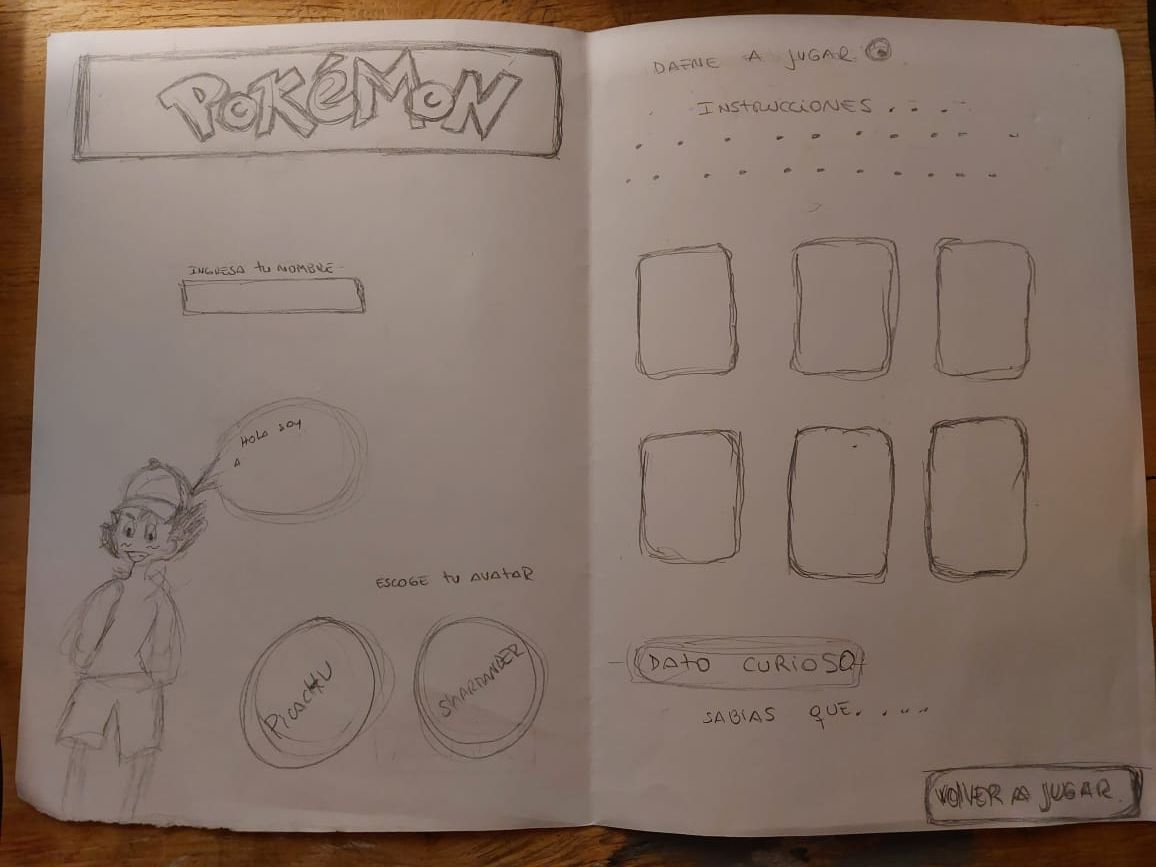 POKéMON
INGRESA tU NOMBRE
HOLA SOY
A
ESCOGE tU AVATAR
PICACHU
SHARMANDER
DAFNE A JUGAR
INSTRUCCIONES . . .
DATO CURIOSO
SABIAS QUE. . . . .
VOLVER A JUGAR